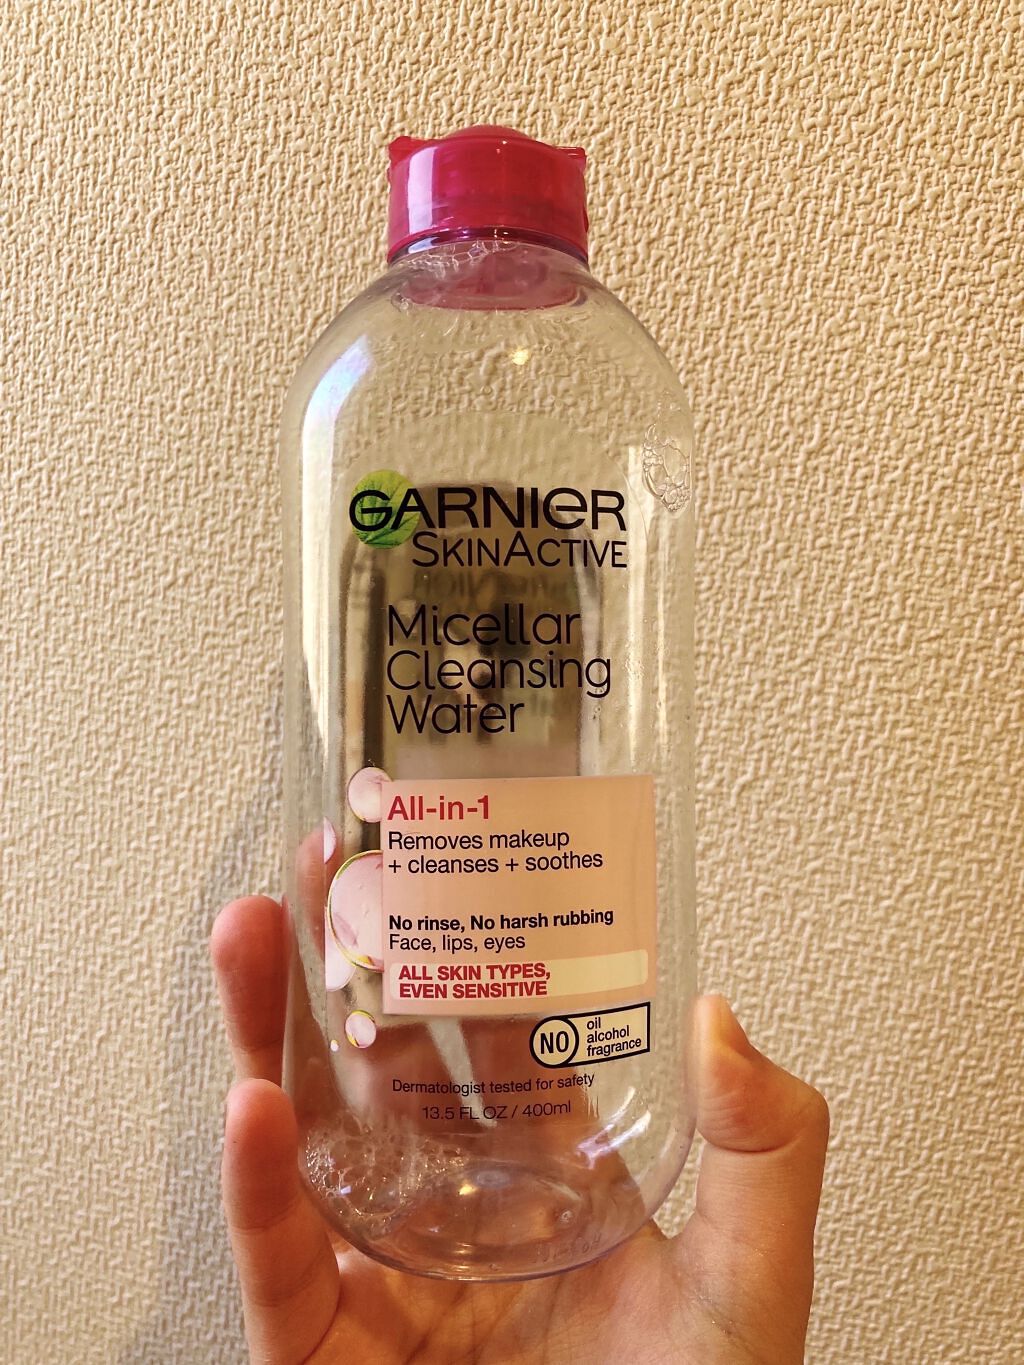 GARNIER
SKINACTIVE
Micellar
Cleansing
Water
All-in-1
Removes makeup
+ cleanses + soothes
No rinse, No harsh rubbing
Face, lips, eyes
ALL SKIN TYPES,
EVEN SENSITIVE
NO
oil
alcohol
fragrance
Dermatologist tested for safety
13.5 FL OZ / 400ml